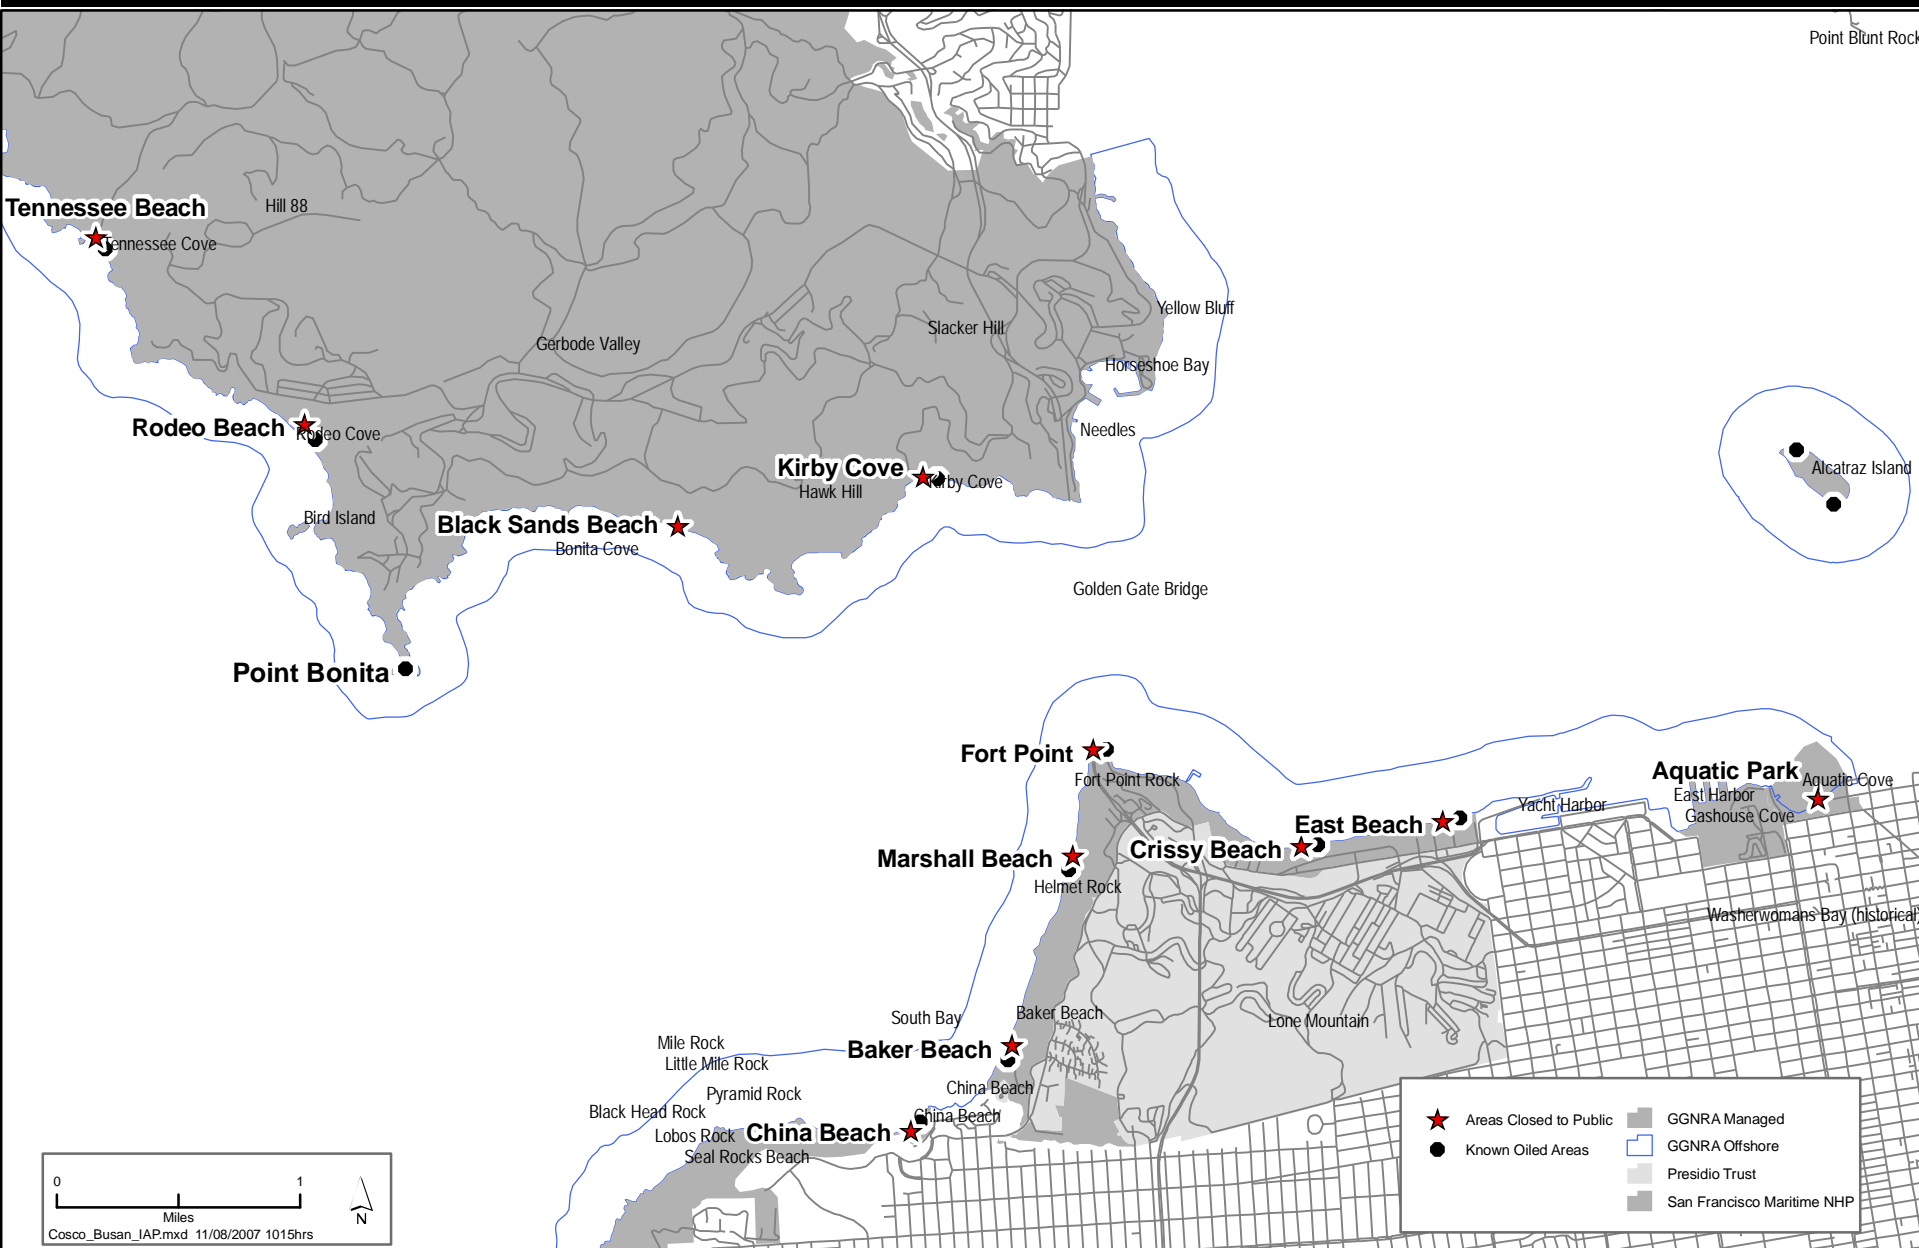 Point Blunt Rock
Tennessee Beach
Hill 88
Tennessee Cove
Yellow Bluff
Slacker Hill
Gerbode Valley
Horseshoe Bay
Rodeo Beach
Rodeo Cove
Needles
Kirby Cove
Kirby Cove
Hawk Hill
Alcatraz Island
Bird Island
Black Sands Beach
Bonita Cove
Golden Gate Bridge
Point Bonita
Fort Point
Fort Point Rock
Aquatic Park
Aquatic Cove
East Harbor
Gashouse Cove
Yacht Harbor
East Beach
Crissy Beach
Marshall Beach
Helmet Rock
Washerwomans Bay (historical)
South Bay
Baker Beach
Lone Mountain
Mile Rock
Little Mile Rock
Baker Beach
Pyramid Rock
China Beach
Black Head Rock
China Beach
Lobos Rock
China Beach
Seal Rocks Beach
Areas Closed to Public
Known Oiled Areas
GGNRA Managed
GGNRA Offshore
Presidio Trust
San Francisco Maritime NHP
0 1
Miles
N
Cosco_Busan_IAP.mxd 11/08/2007 1015hrs